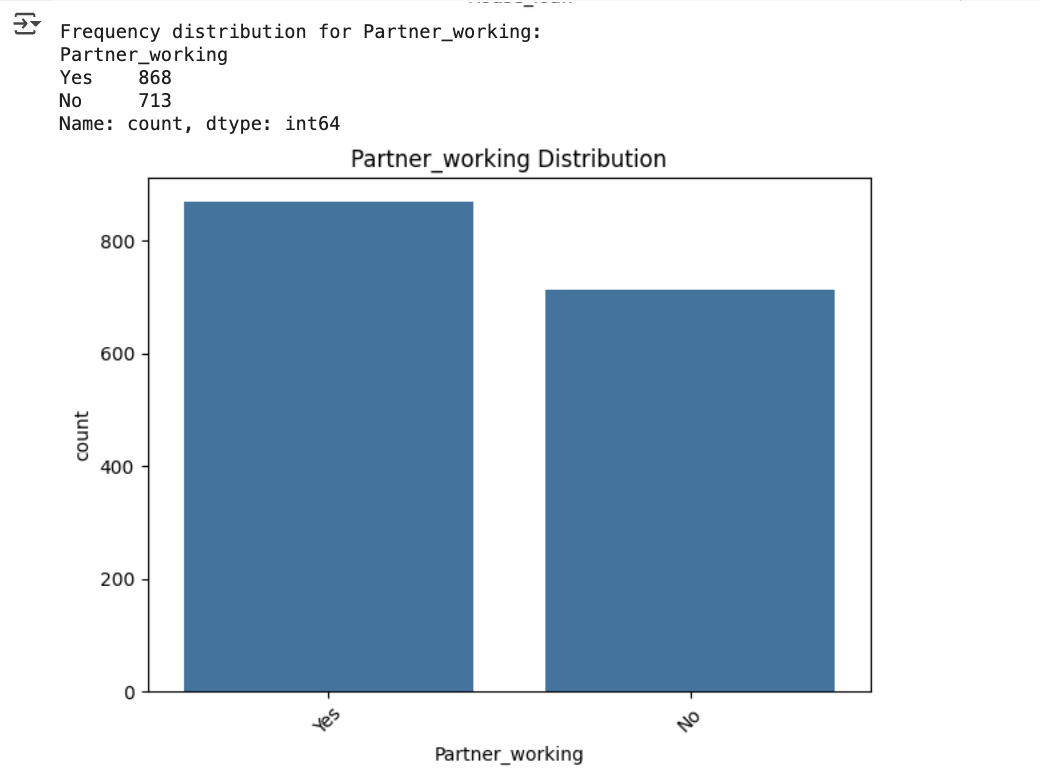 Frequency distribution for Partner_working:
Partner_working
Yes    868
No     713
Name: count, dtype: int64
Partner_working Distribution
800
600
400
200
0
count
Yes
No
Partner_working